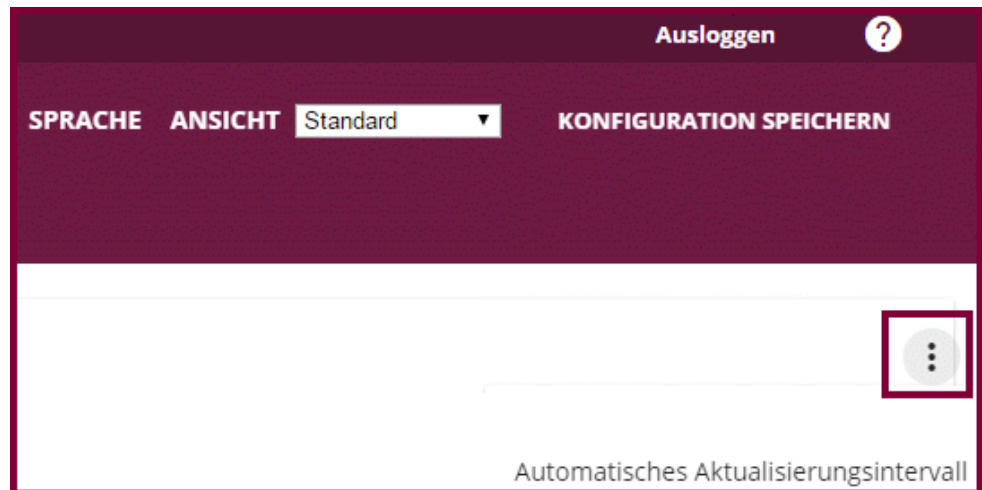 Ausloggen ?
SPRACHE ANSICHT Standard KONFIGURATION SPEICHERN
Automatisches Aktualisierungsintervall